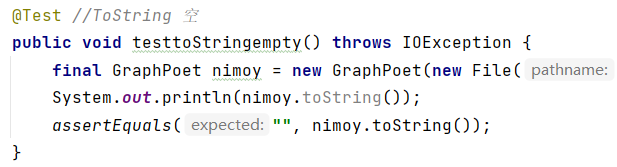 @Test //ToString 空
public void testtoStringempty() throws IOException {
final GraphPoet nimoy = new GraphPoet(new File( pathname:
System.out.println(nimoy.toString());
assertEquals( expected: "", nimoy.toString());
}